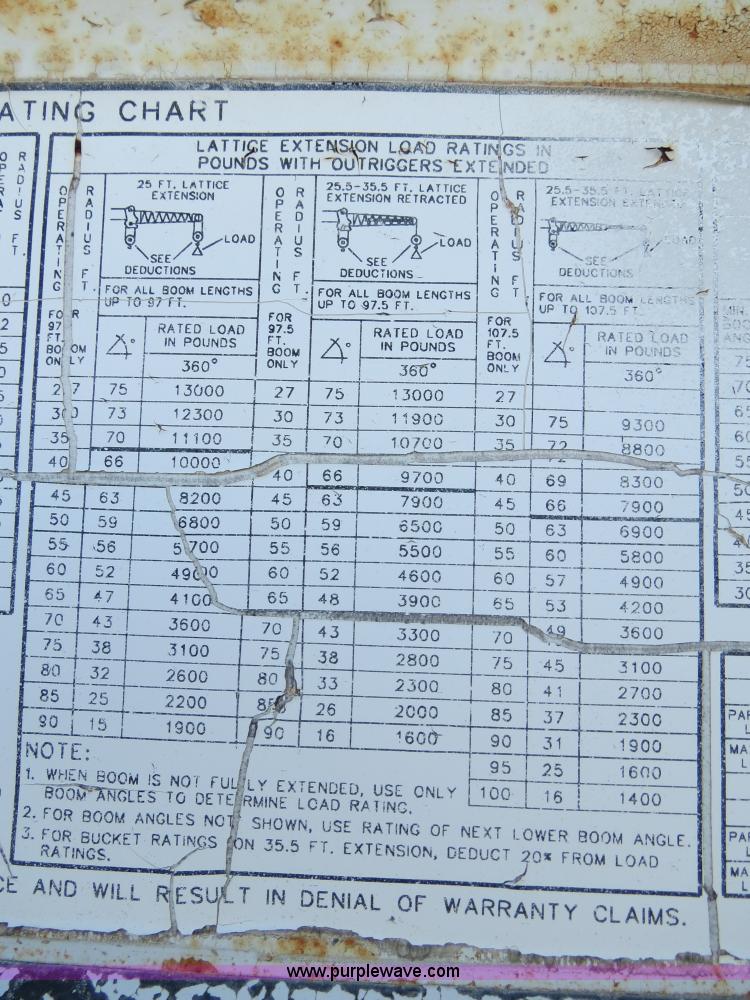 ATING CHART
LATTICE EXTENSION LOAD RATINGS IN
POUNDS WITH OUTRIGGERS EXTENDED
OPERATING RADIUS FT.
FOR
97
FT.
BOOM
ONLY
25 FT. LATTICE
EXTENSION
LOAD
SEE
DEDUCTIONS
FOR ALL BOOM LENGTHS
UP TO 97 FT.
RATED LOAD
IN POUNDS
360°
27 75 13000
30 73 12300
35 70 11100
40 66 10000
45 63 8200
50 59 6800
55 56 5700
60 52 4900
65 47 4100
70 43 3600
75 38 3100
80 32 2600
85 25 2200
90 15 1900
OPERATING RADIUS FT.
FOR
97.5
FT.
BOOM
ONLY
25.5-35.5 FT. LATTICE
EXTENSION RETRACTED
LOAD
SEE
DEDUCTIONS
FOR ALL BOOM LENGTHS
UP TO 97.5 FT.
RATED LOAD
IN POUNDS
360°
27 75 13000
30 73 11900
35 70 10700
40 66 9700
45 63 7900
50 59 6500
55 56 5500
60 52 4600
65 48 3900
70 43 3300
75 38 2800
80 33 2300
85 26 2000
90 16 1600
OPERATING RADIUS FT
FOR
107.5
FT.
BOOM
ONLY
25.5-35.5 FT. LATTICE
EXTENSION EXTENDED
LOAD
SEE
DEDUCTIONS
FOR ALL BOOM LENGTHS
UP TO 107.5 FT.
RATED LOAD
IN POUNDS
360°
27
30 75 9300
35 72 8800
40 69 8300
45 66 7900
50 63 6900
55 60 5800
60 57 4900
65 53 4200
70 49 3600
75 45 3100
80 41 2700
85 37 2300
90 31 1900
95 25 1600
100 16 1400
NOTE:
1. WHEN BOOM IS NOT FULLY EXTENDED, USE ONLY
BOOM ANGLES TO DETERMINE LOAD RATING.
2. FOR BOOM ANGLES NOT SHOWN, USE RATING OF NEXT LOWER BOOM ANGLE.
3. FOR BUCKET RATINGS ON 35.5 FT. EXTENSION, DEDUCT 20% FROM LOAD
RATINGS.
CE AND WILL RESULT IN DENIAL OF WARRANTY CLAIMS.
www.purplewave.com